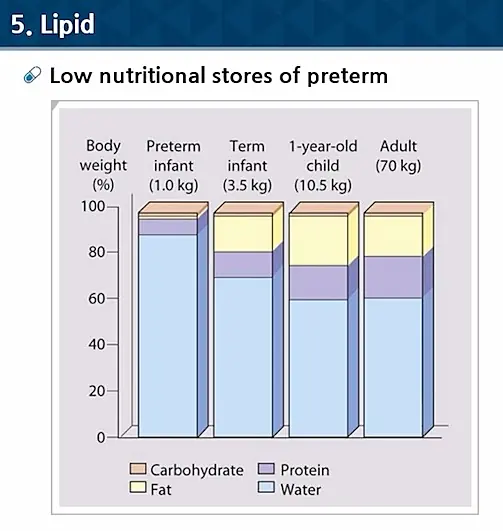 5. Lipid
Low nutritional stores of preterm
Body weight (%)
Preterm infant (1.0 kg)
Term infant (3.5 kg)
1-year-old child (10.5 kg)
Adult (70 kg)
100
80
60
40
20
0
Carbohydrate
Protein
Fat
Water